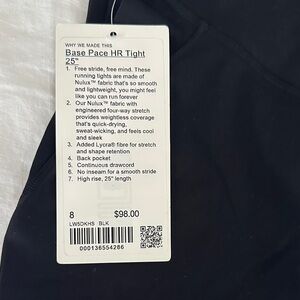 WHY WE MADE THIS
Base Pace HR Tight
25"
1. Free stride, free mind. These
running tights are made of
Nulux™ fabric that's so smooth
and lightweight, you might feel
like you can run forever
2. Our Nulux™ fabric with
engineered four-way stretch
provides weightless coverage
that's quick-drying,
sweat-wicking, and feels cool
and sleek
3. Added Lycra® fibre for stretch
and shape retention
4. Back pocket
5. Continuous drawcord
6. No inseam for a smooth stride
7. High rise, 25" length
8 $98.00
LW5DKHS BLK
000136554286